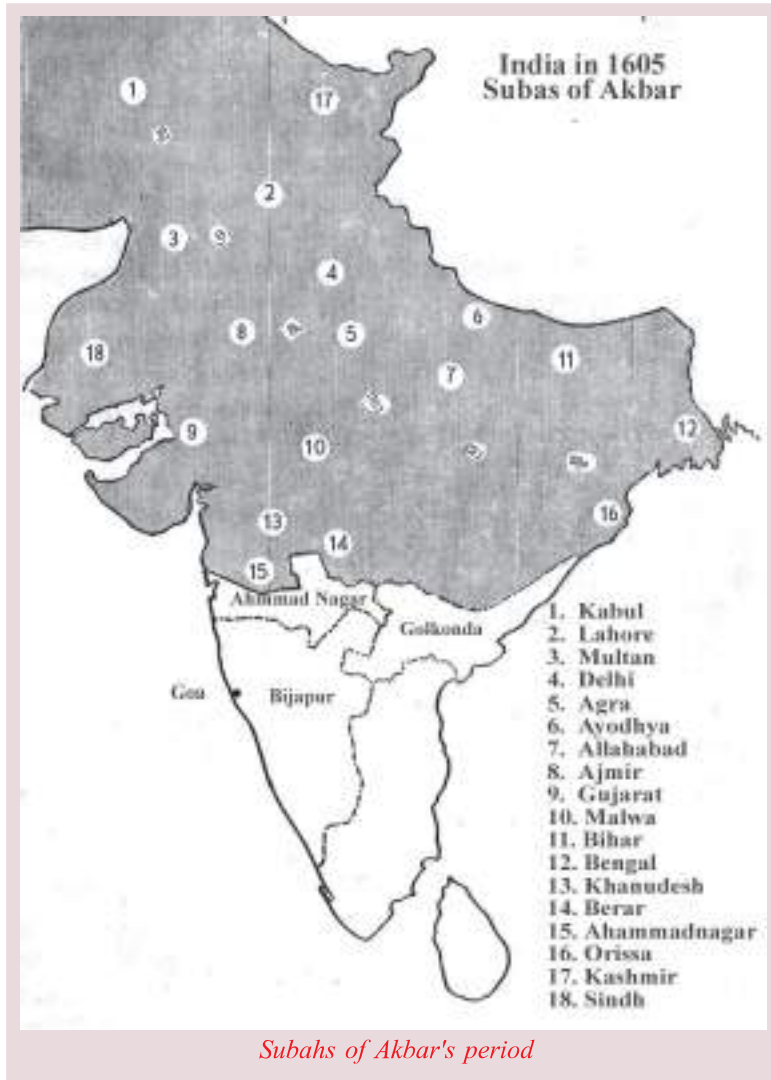 India in 1605
Subas of Akbar
1
17
2
3
4
6
8
5
18
11
7
9
12
10
13
16
14
15
Ahmmad Nagar
Golkonda
Goa
Bijapur
1. Kabul
2. Lahore
3. Multan
4. Delhi
5. Agra
6. Ayodhya
7. Allahabad
8. Ajmir
9. Gujarat
10. Malwa
11. Bihar
12. Bengal
13. Khanudesh
14. Berar
15. Ahammadnagar
16. Orissa
17. Kashmir
18. Sindh
Subahs of Akbar's period